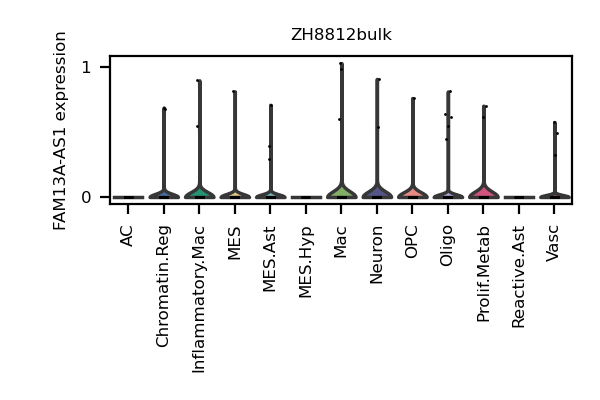 ZH8812bulk
FAM13A-AS1 expression
1
0
AC
Chromatin.Reg
Inflammatory.Mac
MES
MES.Ast
MES.Hyp
Mac
Neuron
OPC
Oligo
Prolif.Metab
Reactive.Ast
Vasc